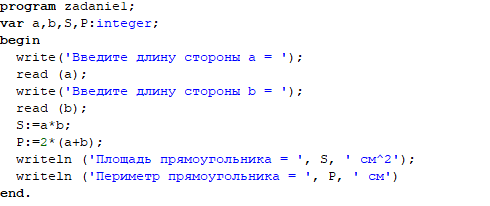 program zadanie1;
var a,b,S,P:integer;
begin
write('Введите длину стороны a = ');
read (a);
write('Введите длину стороны b = ');
read (b);
S:=a*b;
P:=2*(a+b);
writeln ('Площадь прямоугольника = ', S, ' см^2');
writeln ('Периметр прямоугольника = ', P, ' см')
end.